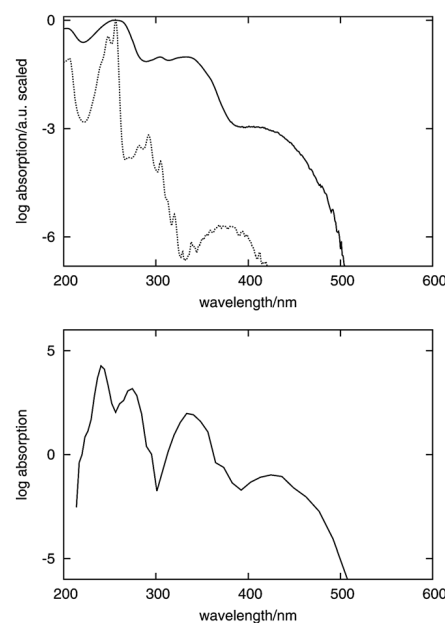 0
-3
-6
log absorption/a.u. scaled
200 300 400 500 600
wavelength/nm
5
0
-5
log absorption
200 300 400 500 600
wavelength/nm